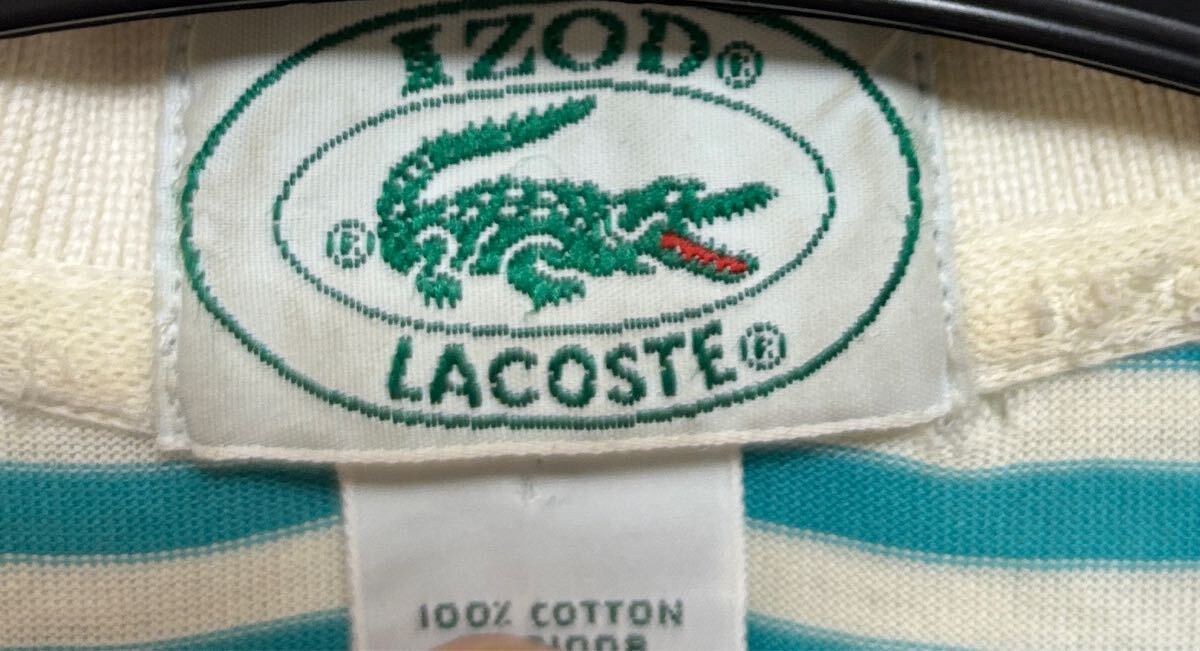 IZOD®
®
LACOSTE®
100% COTTON